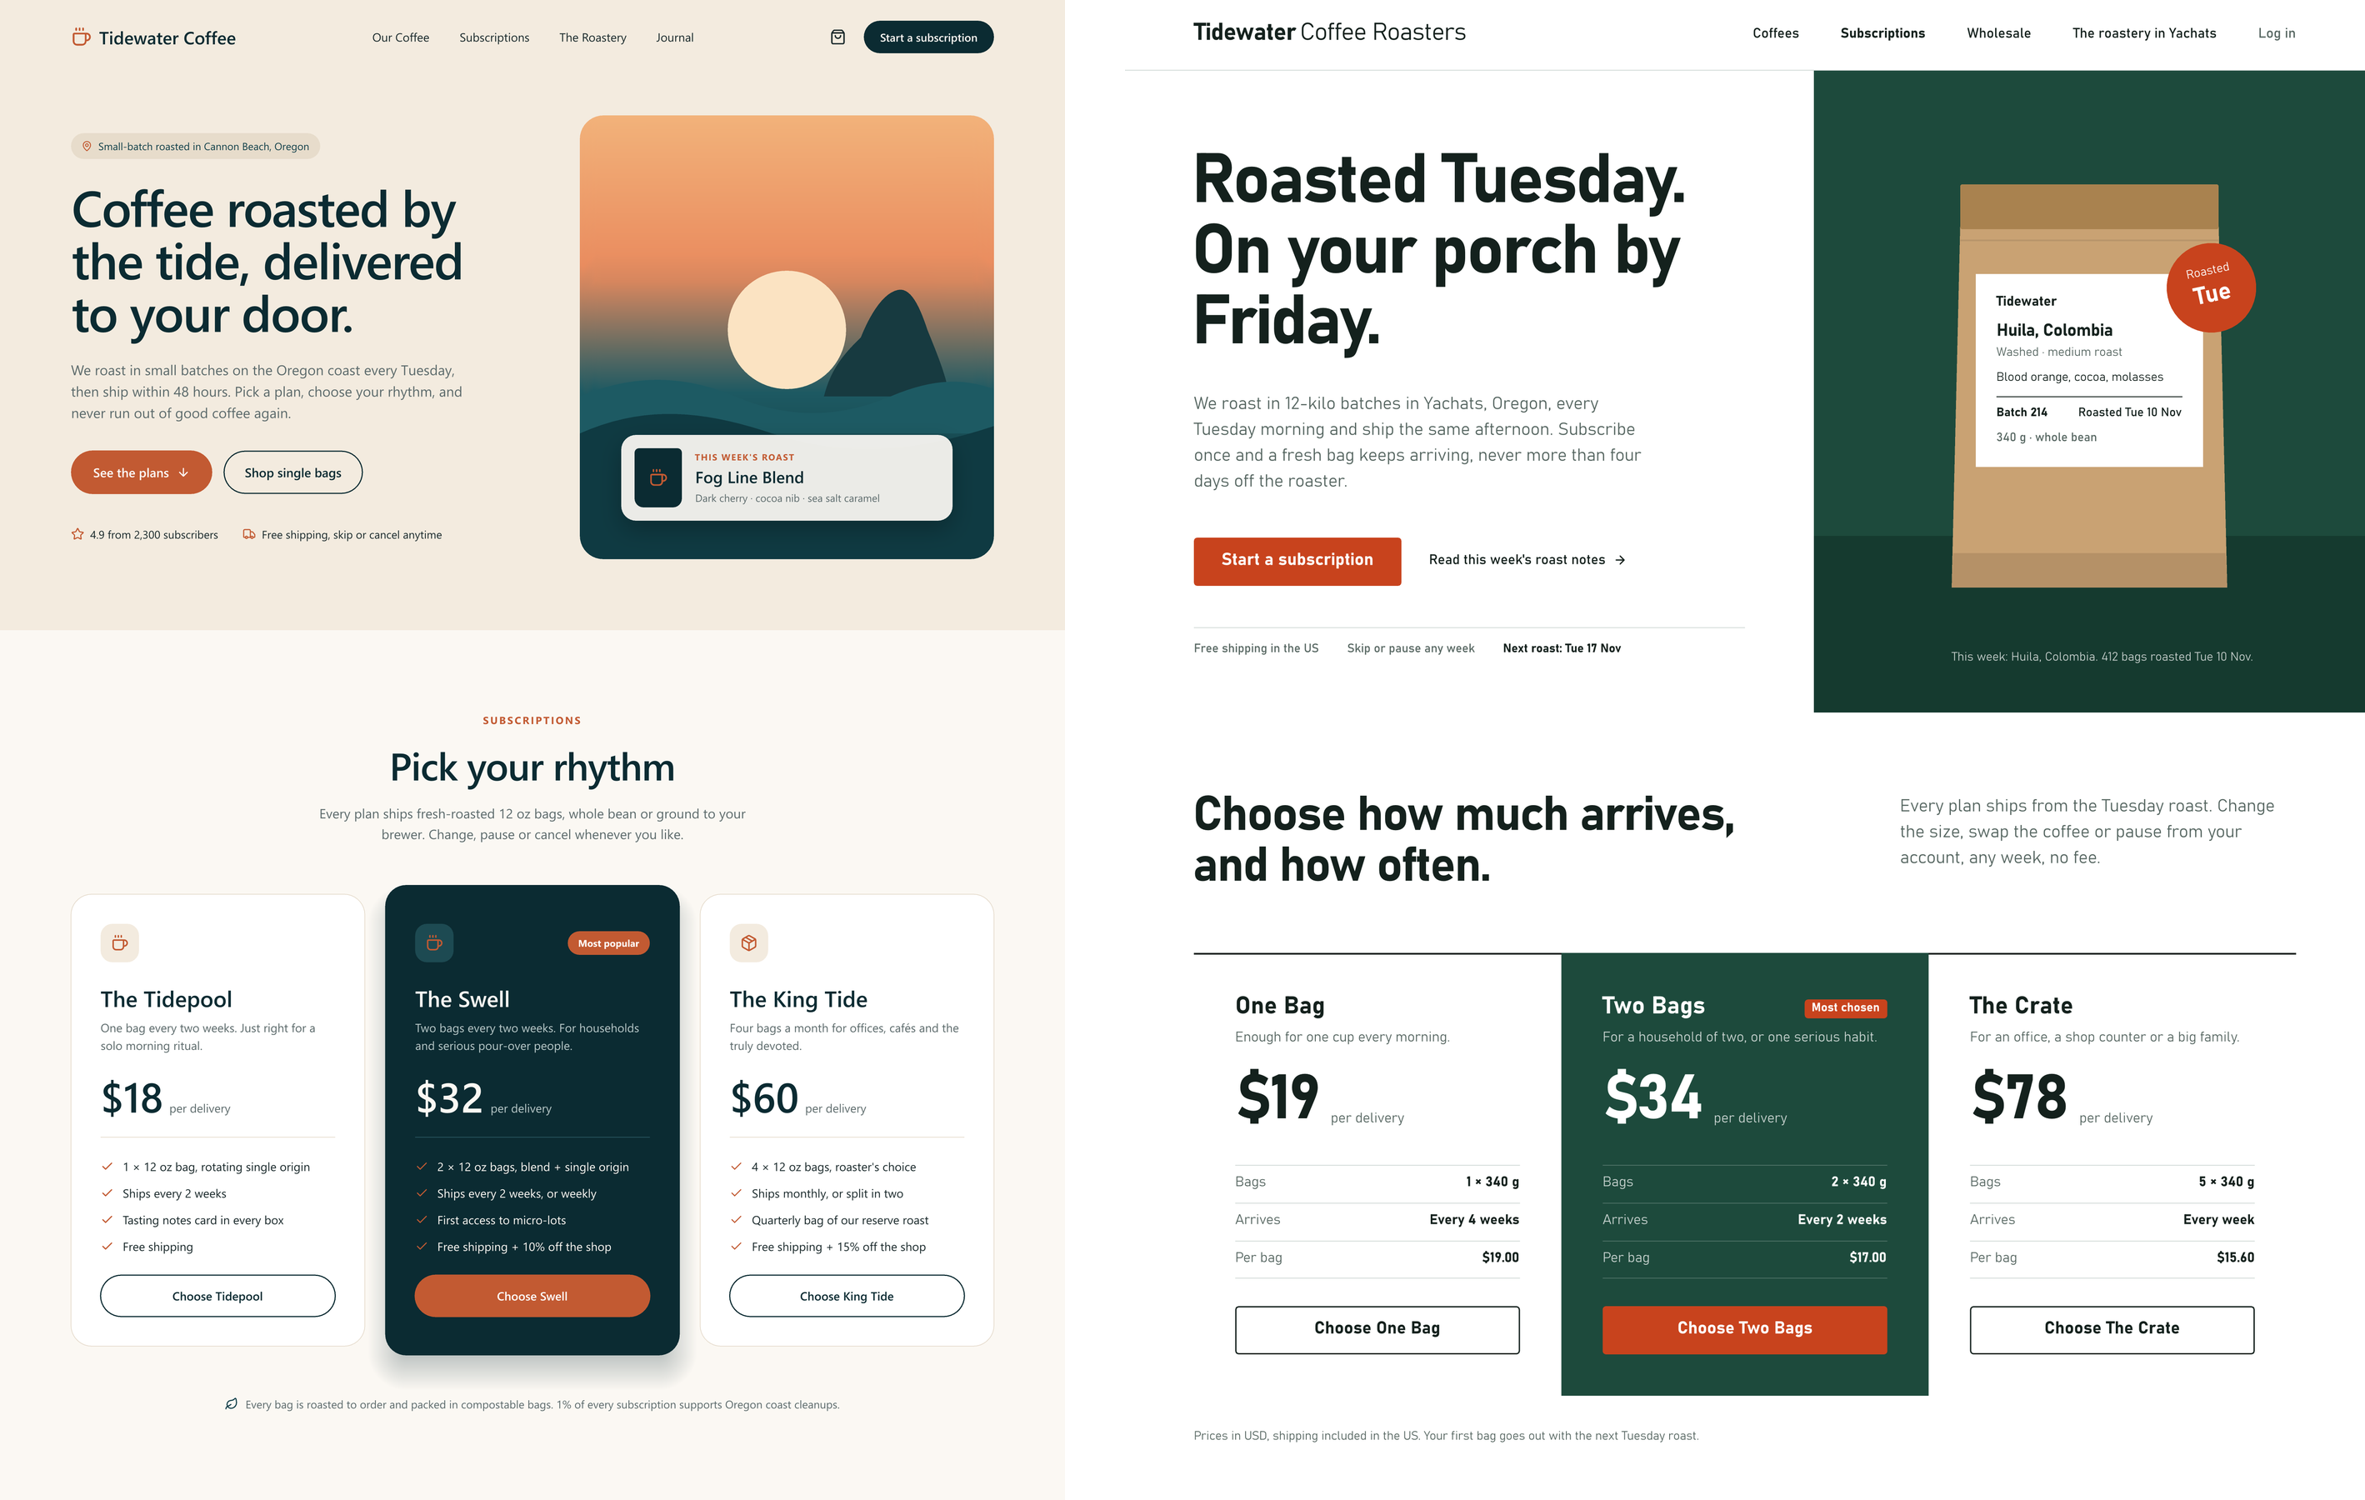 Tidewater Coffee
Our Coffee
Subscriptions
The Roastery
Journal
Start a subscription
Small-batch roasted in Cannon Beach, Oregon
Coffee roasted by
the tide, delivered
to your door.
We roast in small batches on the Oregon coast every Tuesday,
then ship within 48 hours. Pick a plan, choose your rhythm, and
never run out of good coffee again.
See the plans
Shop single bags
4.9 from 2,300 subscribers
Free shipping, skip or cancel anytime
THIS WEEK'S ROAST
Fog Line Blend
Dark cherry · cocoa nib · sea salt caramel
SUBSCRIPTIONS
Pick your rhythm
Every plan ships fresh-roasted 12 oz bags, whole bean or ground to your
brewer. Change, pause or cancel whenever you like.
The Tidepool
One bag every two weeks. Just right for a
solo morning ritual.
$18 per delivery
1 × 12 oz bag, rotating single origin
Ships every 2 weeks
Tasting notes card in every box
Free shipping
Choose Tidepool
Most popular
The Swell
Two bags every two weeks. For households
and serious pour-over people.
$32 per delivery
2 × 12 oz bags, blend + single origin
Ships every 2 weeks, or weekly
First access to micro-lots
Free shipping + 10% off the shop
Choose Swell
The King Tide
Four bags a month for offices, cafés and the
truly devoted.
$60 per delivery
4 × 12 oz bags, roaster's choice
Ships monthly, or split in two
Quarterly bag of our reserve roast
Free shipping + 15% off the shop
Choose King Tide
Every bag is roasted to order and packed in compostable bags. 1% of every subscription supports Oregon coast cleanups.
Tidewater Coffee Roasters
Coffees
Subscriptions
Wholesale
The roastery in Yachats
Log in
Roasted Tuesday.
On your porch by
Friday.
We roast in 12-kilo batches in Yachats, Oregon, every
Tuesday morning and ship the same afternoon. Subscribe
once and a fresh bag keeps arriving, never more than four
days off the roaster.
Start a subscription
Read this week's roast notes
Free shipping in the US
Skip or pause any week
Next roast: Tue 17 Nov
Roasted
Tue
Tidewater
Huila, Colombia
Washed · medium roast
Blood orange, cocoa, molasses
Batch 214
Roasted Tue 10 Nov
340 g · whole bean
This week: Huila, Colombia. 412 bags roasted Tue 10 Nov.
Choose how much arrives,
and how often.
Every plan ships from the Tuesday roast. Change
the size, swap the coffee or pause from your
account, any week, no fee.
One Bag
Enough for one cup every morning.
$19 per delivery
Bags 1 × 340 g
Arrives Every 4 weeks
Per bag $19.00
Choose One Bag
Two Bags
Most chosen
For a household of two, or one serious habit.
$34 per delivery
Bags 2 × 340 g
Arrives Every 2 weeks
Per bag $17.00
Choose Two Bags
The Crate
For an office, a shop counter or a big family.
$78 per delivery
Bags 5 × 340 g
Arrives Every week
Per bag $15.60
Choose The Crate
Prices in USD, shipping included in the US. Your first bag goes out with the next Tuesday roast.